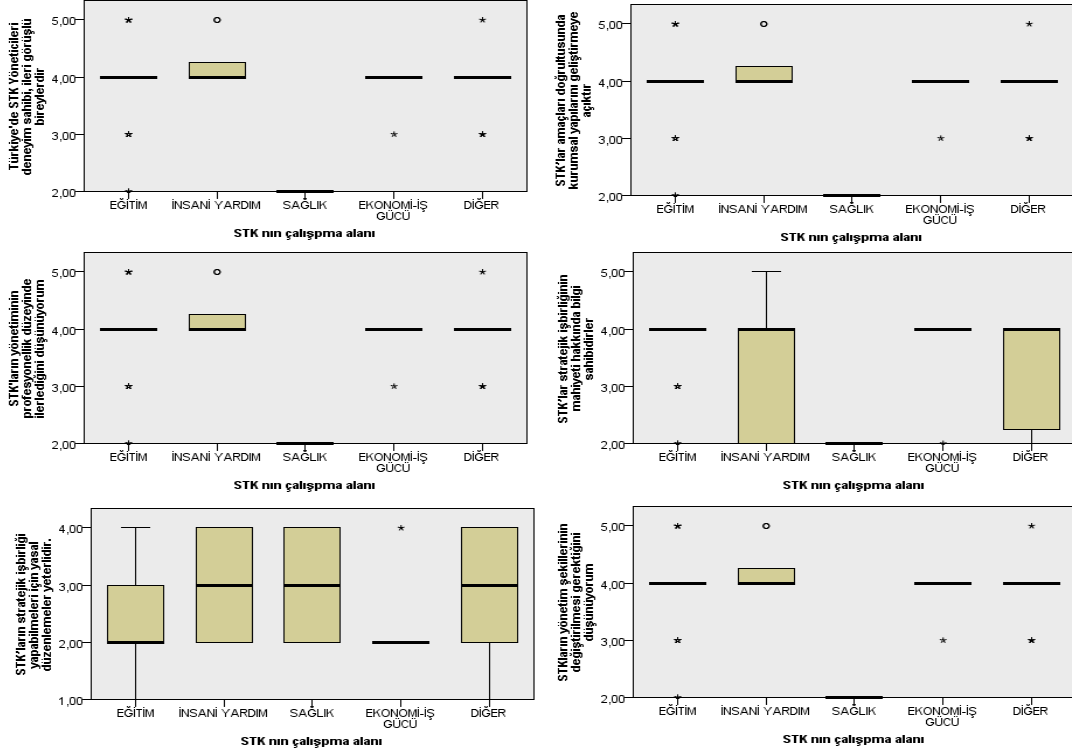 Türkiye'de STK Yöneticileri
deneyim sahibi, ileri görüşlü
bireylerdir
5,00
4,00
3,00
2,00
EĞİTİM
İNSANİ YARDIM
SAĞLIK
EKONOMİ-İŞ
GÜCÜ
DİĞER
STK nın çalışpma alanı
STK'lar amaçları doğrultusunda
kurumsal yapılarını geliştirmeye
açıktır
5,00
4,00
3,00
2,00
EĞİTİM
İNSANİ YARDIM
SAĞLIK
EKONOMİ-İŞ
GÜCÜ
DİĞER
STK nın çalışpma alanı
STK'ların yönetiminin
profesyonellik düzeyinde
ilerlediğini düşünüyorum
5,00
4,00
3,00
2,00
EĞİTİM
İNSANİ YARDIM
SAĞLIK
EKONOMİ-İŞ
GÜCÜ
DİĞER
STK nın çalışpma alanı
STK'lar stratejik işbirliğinin
mahiyeti hakkında bilgi
sahibidirler
5,00
4,00
3,00
2,00
EĞİTİM
İNSANİ YARDIM
SAĞLIK
EKONOMİ-İŞ
GÜCÜ
DİĞER
STK nın çalışpma alanı
STK'ların stratejik işbirliği
yapabilmeleri için yasal
düzenlemeler yeterlidir.
4,00
3,00
2,00
1,00
EĞİTİM
İNSANİ YARDIM
SAĞLIK
EKONOMİ-İŞ
GÜCÜ
DİĞER
STK nın çalışpma alanı
STKların yönetim şekillerinin
değiştirilmesi gerektiğini
düşünüyorum
5,00
4,00
3,00
2,00
EĞİTİM
İNSANİ YARDIM
SAĞLIK
EKONOMİ-İŞ
GÜCÜ
DİĞER
STK nın çalışpma alanı